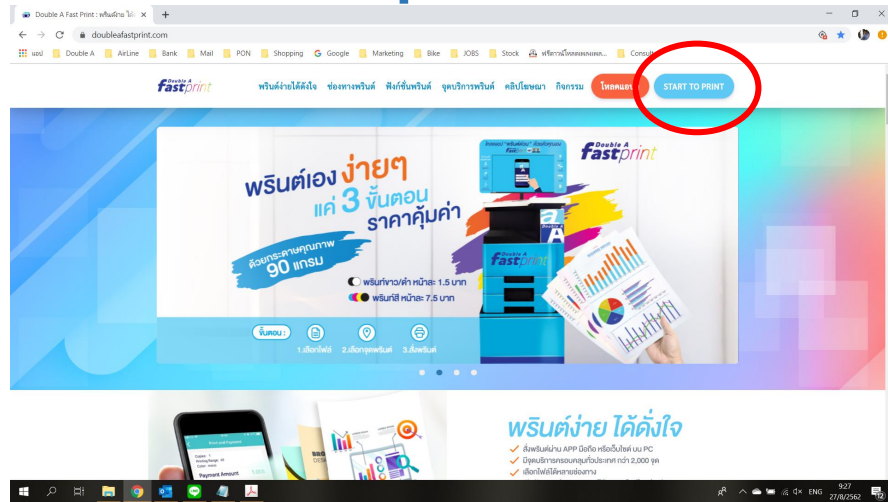 Double A Fast Print : พริ้นต์ง่าย ได้
doubleafastprint.com
แอป
Double A
AirLine
Bank
Mail
PON
Shopping
Google
Marketing
Bike
JOBS
Stock
Consult
Double A
fastprint
พรินต์ง่ายได้ดั่งใจ ช่องทางพรินต์ ฟังก์ชั่นพรินต์ จุดบริการพรินต์ คลิปโฆษณา กิจกรรม
START TO PRINT
พรินต์เอง ง่ายๆ
แค่ 3 ขั้นตอน
ราคาคุ้มค่า
ด้วยกระดาษคุณภาพ
90 แกรม
พรินท์ขาว/ดำ หน้าละ 1.5 บาท
พรินท์สี หน้าละ 7.5 บาท
ขั้นตอน :
1.เลือกไฟล์ 2.เลือกจุดพรินต์ 3.สั่งพรินต์
Double A
fastprint
Double A
fastprint
Print and Payment
Payment Amount
พรินต์ง่าย ได้ดั่งใจ
สั่งพรินต์ผ่าน APP มือถือ หรือเว็บไซต์ บน PC
มีจุดบริการครอบคลุมทั่วประเทศ กว่า 2,000 จุด
เลือกไฟล์ได้หลายช่องทาง
ENG
9:27
27/8/2562